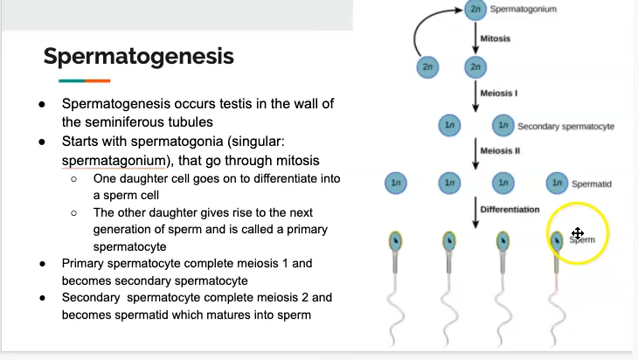 Spermatogenesis
● Spermatogenesis occurs testis in the wall of
the seminiferous tubules
● Starts with spermatogonia (singular:
spermatagonium), that go through mitosis
○ One daughter cell goes on to differentiate into
a sperm cell
○ The other daughter gives rise to the next
generation of sperm and is called a primary
spermatocyte
● Primary spermatocyte complete meiosis 1 and
becomes secondary spermatocyte
● Secondary spermatocyte complete meiosis 2 and
becomes spermatid which matures into sperm
2n Spermatogonium
Mitosis
2n 2n
Meiosis I
1n 1n Secondary spermatocyte
Meiosis II
1n 1n 1n 1n Spermatid
Differentiation
Sperm